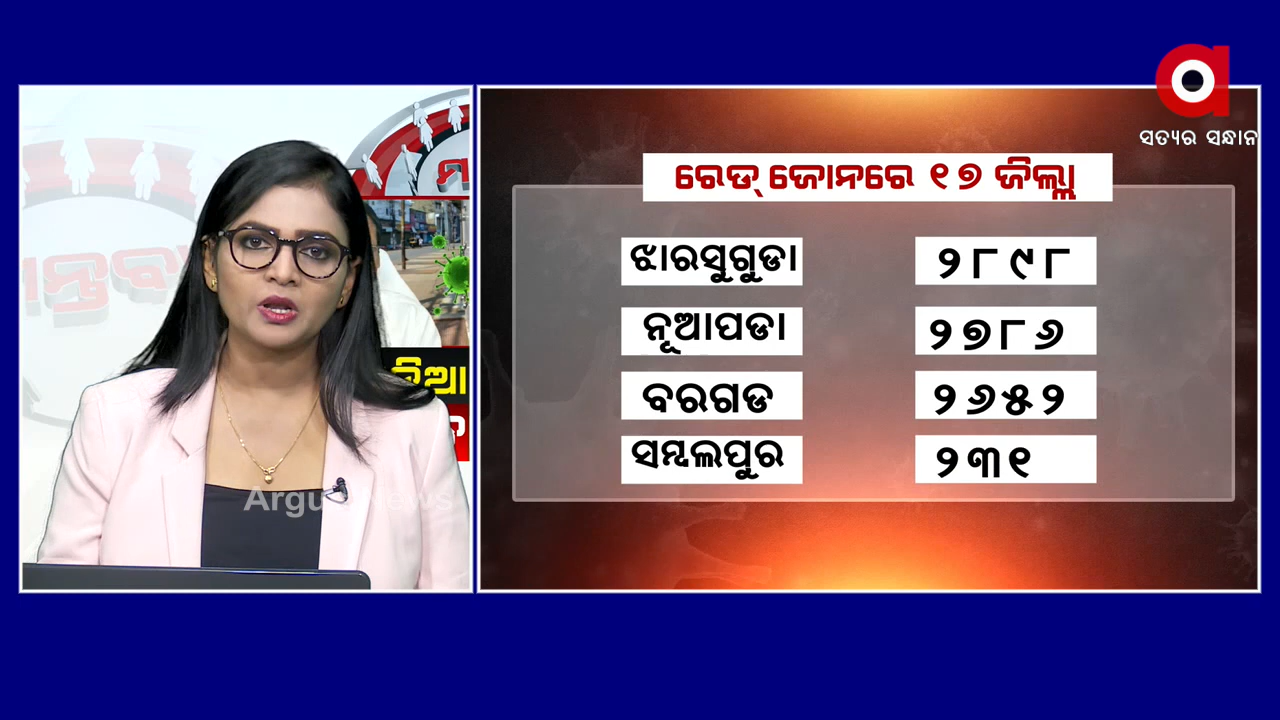 ସତ୍ୟର ସନ୍ଧାନ
ରେଡ୍ ଜୋନରେ ୧୭ ଜିଲ୍ଲା
ଝାରସୁଗୁଡା ୨୮୯୮
ନୂଆପଡା ୨୭୮୬
ବରଗଡ ୨୬୫୨
ସମ୍ବଲପୁର ୨୩୧